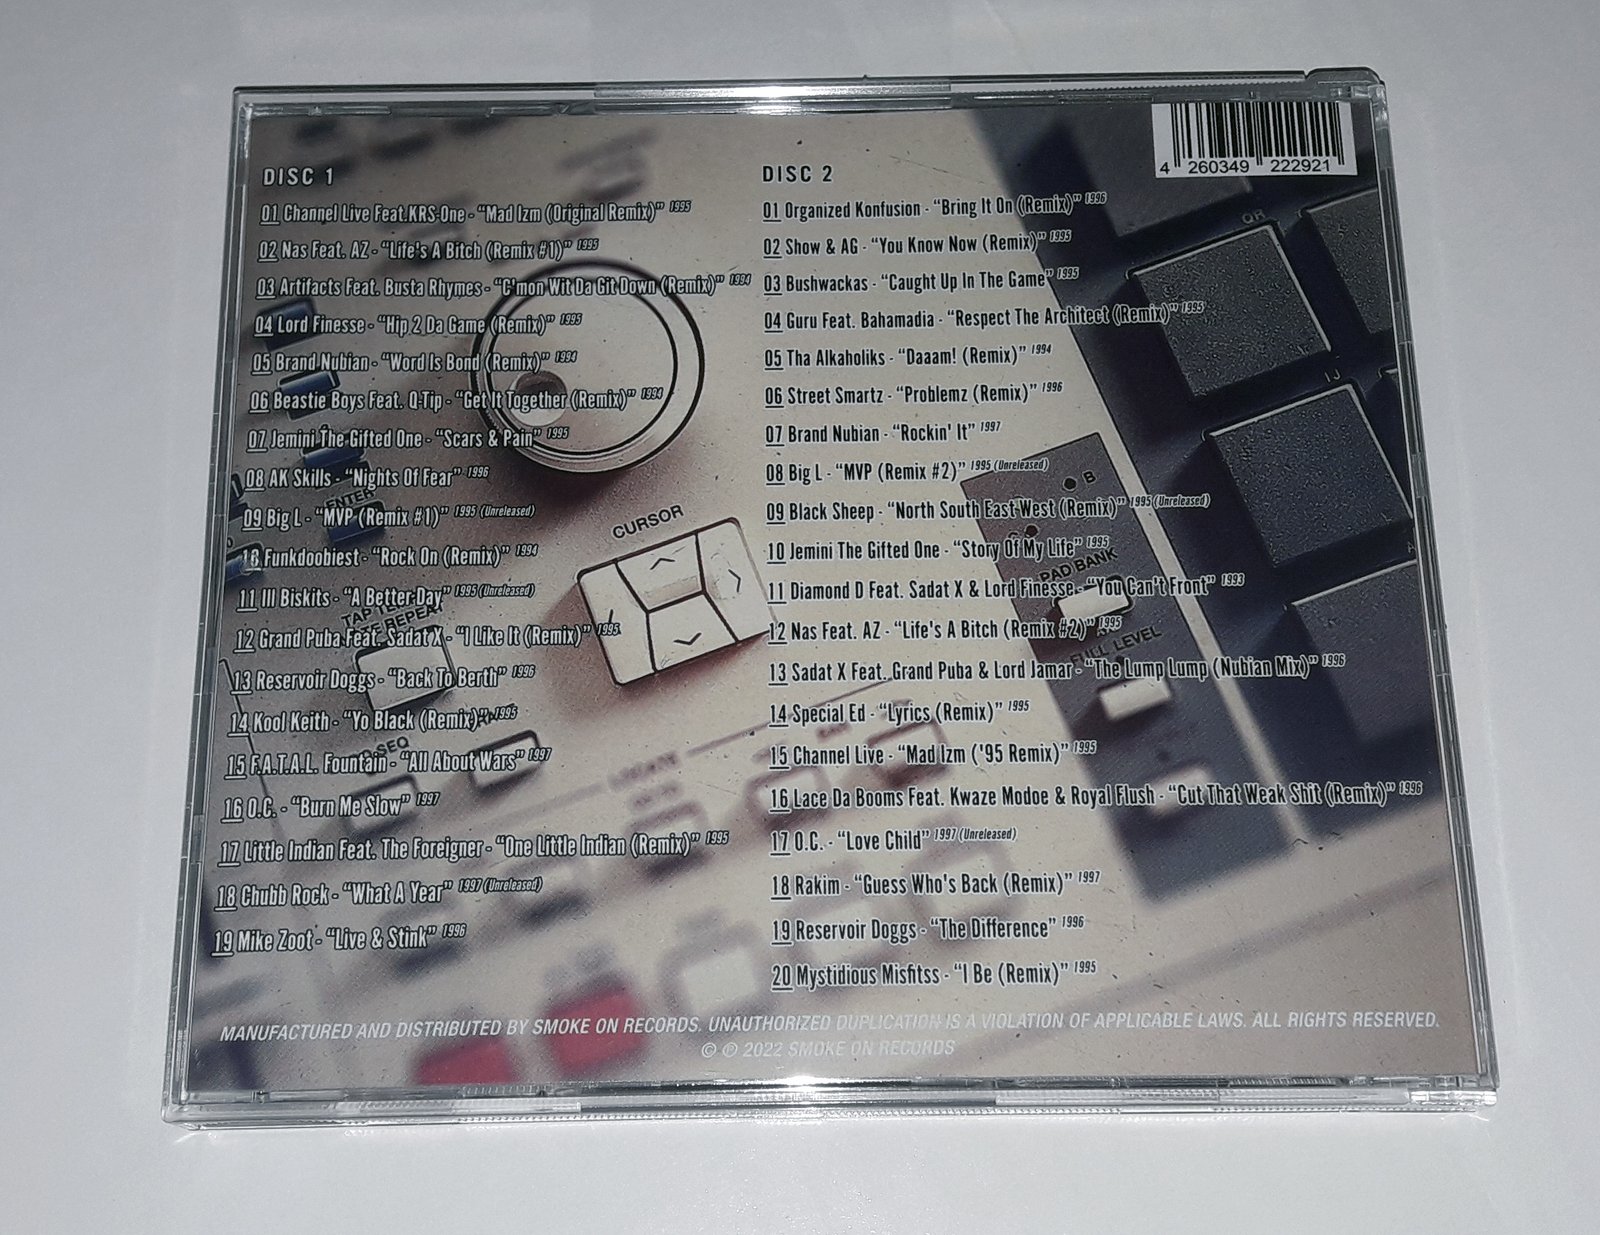 4 260349 222921
DISC 1
01 Channel Live Feat.KRS-One - “Mad Izm (Original Remix)” 1995
02 Nas Feat. AZ - “Life's A Bitch (Remix #1)” 1995
03 Artifacts Feat. Busta Rhymes - “C'mon Wit Da Git Down (Remix)” 1994
04 Lord Finesse - “Hip 2 Da Game (Remix)” 1995
05 Brand Nubian - “Word Is Bond (Remix)” 1994
06 Beastie Boys Feat. Q-Tip - “Get It Together (Remix)” 1994
07 Jemini The Gifted One - “Scars & Pain” 1995
08 AK Skills - “Nights Of Fear” 1996
09 Big L - “MVP (Remix #1)” 1995 (Unreleased)
10 Funkdoobiest - “Rock On (Remix)” 1994
11 Ill Biskits - “A Better Day” 1995 (Unreleased)
12 Grand Puba Feat. Sadat X - “I Like It (Remix)” 1995
13 Reservoir Doggs - “Back To Berth” 1996
14 Kool Keith - “Yo Black (Remix)” 1995
15 F.A.T.A.L. Fountain - “All About Wars” 1997
16 O.C. - “Burn Me Slow” 1997
17 Little Indian Feat. The Foreigner - “One Little Indian (Remix)” 1995
18 Chubb Rock - “What A Year” 1997 (Unreleased)
19 Mike Zoot - “Live & Stink” 1996
DISC 2
01 Organized Konfusion - “Bring It On (Remix)” 1996
02 Show & AG - “You Know Now (Remix)” 1995
03 Bushwackas - “Caught Up In The Game” 1995
04 Guru Feat. Bahamadia - “Respect The Architect (Remix)” 1995
05 Tha Alkaholiks - “Daaam! (Remix)” 1994
06 Street Smartz - “Problemz (Remix)” 1996
07 Brand Nubian - “Rockin' It” 1997
08 Big L - “MVP (Remix #2)” 1995 (Unreleased)
09 Black Sheep - “North South East West (Remix)” 1995 (Unreleased)
10 Jemini The Gifted One - “Story Of My Life” 1995
11 Diamond D Feat. Sadat X & Lord Finesse - “You Can't Front” 1993
12 Nas Feat. AZ - “Life's A Bitch (Remix #2)” 1995
13 Sadat X Feat. Grand Puba & Lord Jamar - “The Lump Lump (Nubian Mix)” 1996
14 Special Ed - “Lyrics (Remix)” 1995
15 Channel Live - “Mad Izm ('95 Remix)” 1995
16 Lace Da Booms Feat. Kwaze Modoe & Royal Flush - “Cut That Weak Shit (Remix)” 1996
17 O.C. - “Love Child” 1997 (Unreleased)
18 Rakim - “Guess Who's Back (Remix)” 1997
19 Reservoir Doggs - “The Difference” 1996
20 Mystidious Misfitss - “I Be (Remix)” 1995
QR
IJ
B
ENTER
CURSOR
PAD BANK
FULL LEVEL
REPEAT
SEQ
MANUFACTURED AND DISTRIBUTED BY SMOKE ON RECORDS. UNAUTHORIZED DUPLICATION IS A VIOLATION OF APPLICABLE LAWS. ALL RIGHTS RESERVED.
© ℗ 2022 SMOKE ON RECORDS